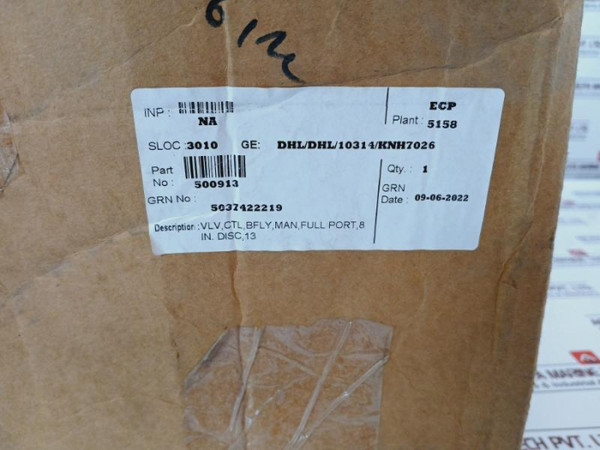 INP :
NA
ECP
Plant : 5158
SLOC : 3010 GE: DHL/DHL/10314/KNH7026
Part No : 500913
Qty. : 1
GRN No : 5037422219
GRN Date : 09-06-2022
Description : VLV,CTL,BFLY,MAN,FULL PORT,8
IN. DISC,13